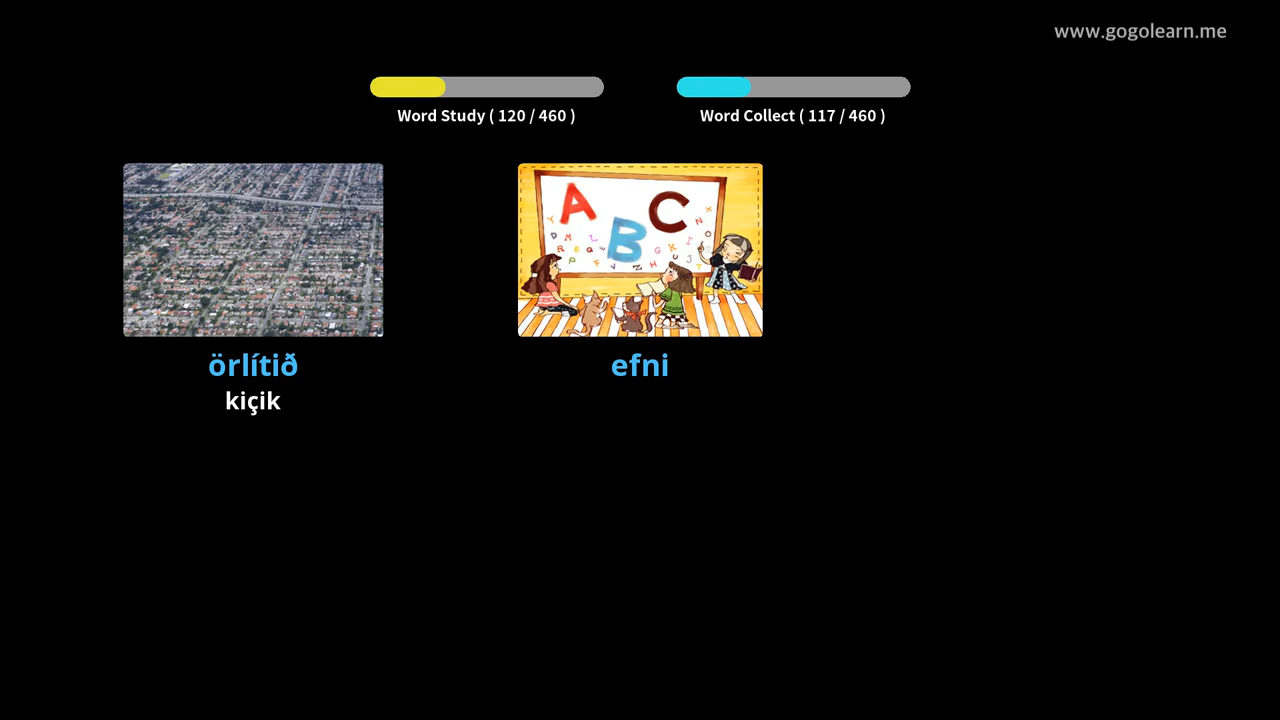 www.gogolearn.me
Word Study ( 120 / 460 )
Word Collect ( 117 / 460 )
A
B
C
örlítið
kiçik
efni